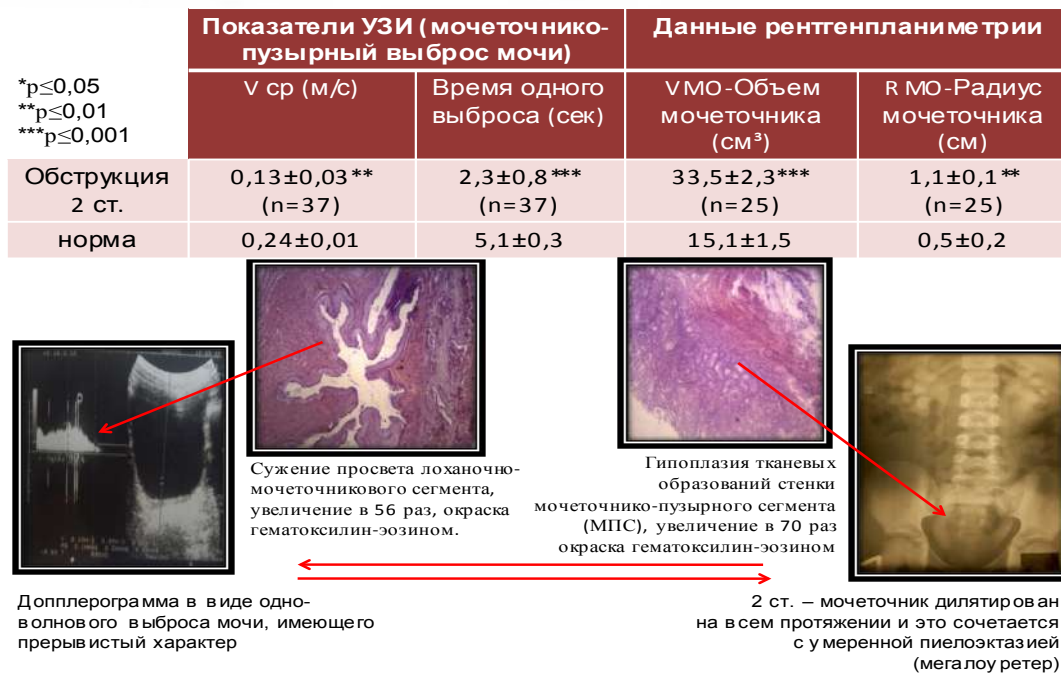 Показатели УЗИ (мочеточнико-
пузырный выброс мочи)
Данные рентгенпланиметрии
*p≤0,05
**p≤0,01
***p≤0,001
V ср (м/с)
Время одного
выброса (сек)
VМО-Объем
мочеточника
(см³)
R МО-Радиус
мочеточника
(см)
Обструкция
2 ст.
0,13±0,03**
(n=37)
2,3±0,8***
(n=37)
33,5±2,3***
(n=25)
1,1±0,1**
(n=25)
норма
0,24±0,01
5,1±0,3
15,1±1,5
0,5±0,2
Сужение просвета лоханочно-
мочеточникового сегмента,
увеличение в 56 раз, окраска
гематоксилин-эозином.
Гипоплазия тканевых
образований стенки
мочеточнико-пузырного сегмента
(МПС), увеличение в 70 раз
окраска гематоксилин-эозином
Допплерограмма в виде одно-
волнового выброса мочи, имеющего
прерывистый характер
2 ст. – мочеточник дилятирован
на всем протяжении и это сочетается
с умеренной пиелоэктазией
(мегалоуретер)